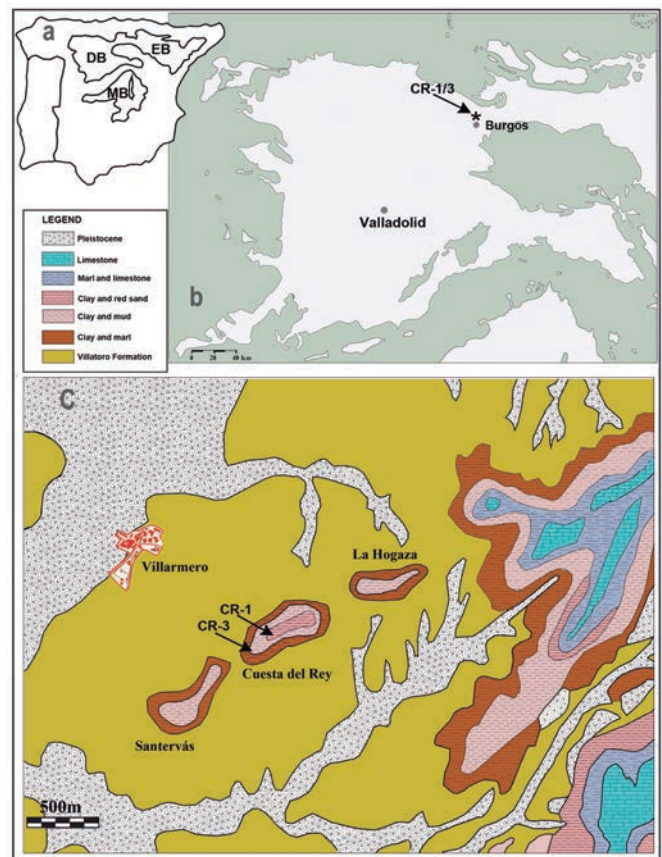 a
DB
EB
MB
CR-1/3
Burgos
Valladolid
b
0 20 40 Km
LEGEND
Pleistocene
Limestone
Marl and limestone
Clay and red sand
Clay and mud
Clay and marl
Villatoro Formation
C
Villarmero
La Hogaza
CR-1
CR-3
Cuesta del Rey
Santervás
500m